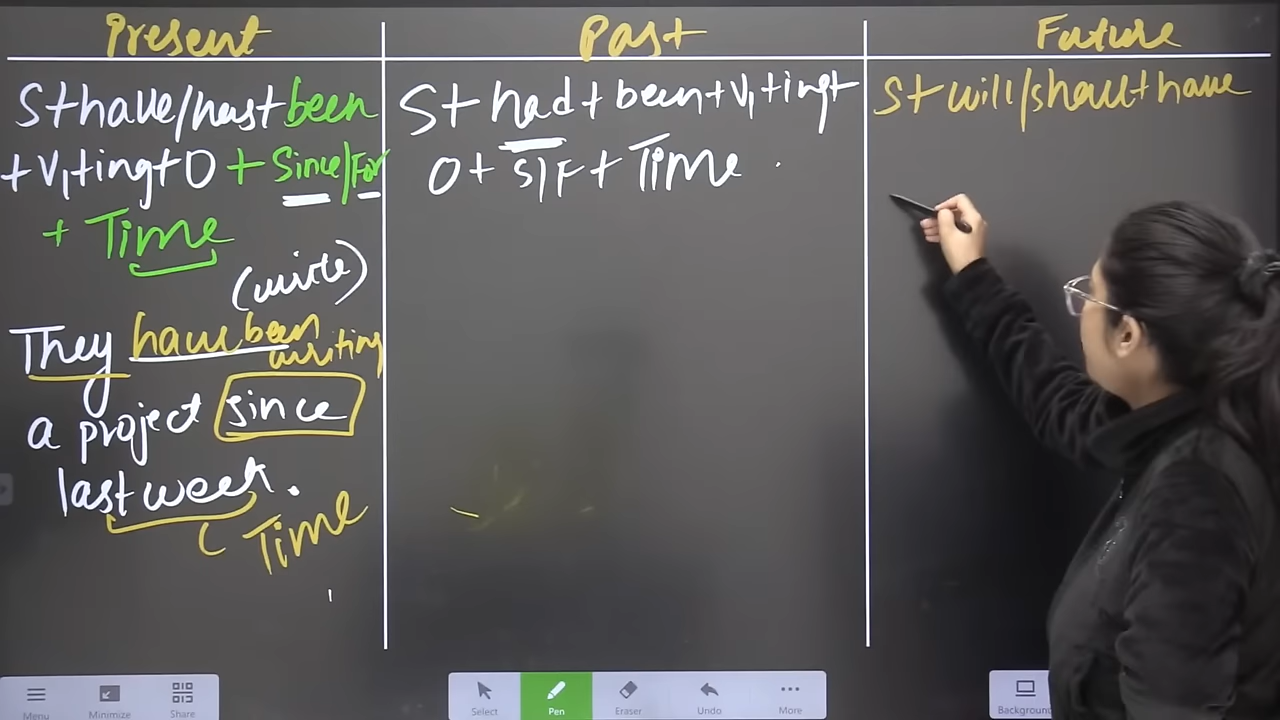 Present
S+have/has+been
+V1+ing+O+Since/For
+ Time
(write)
They have been
writing
a project since
last week.
Time
Past
S+had+been+V1+ing+
O+S/F+Time.
Future
S+will/shall+have
Menu
Minimize
Share
Select
Pen
Eraser
Undo
More
Background